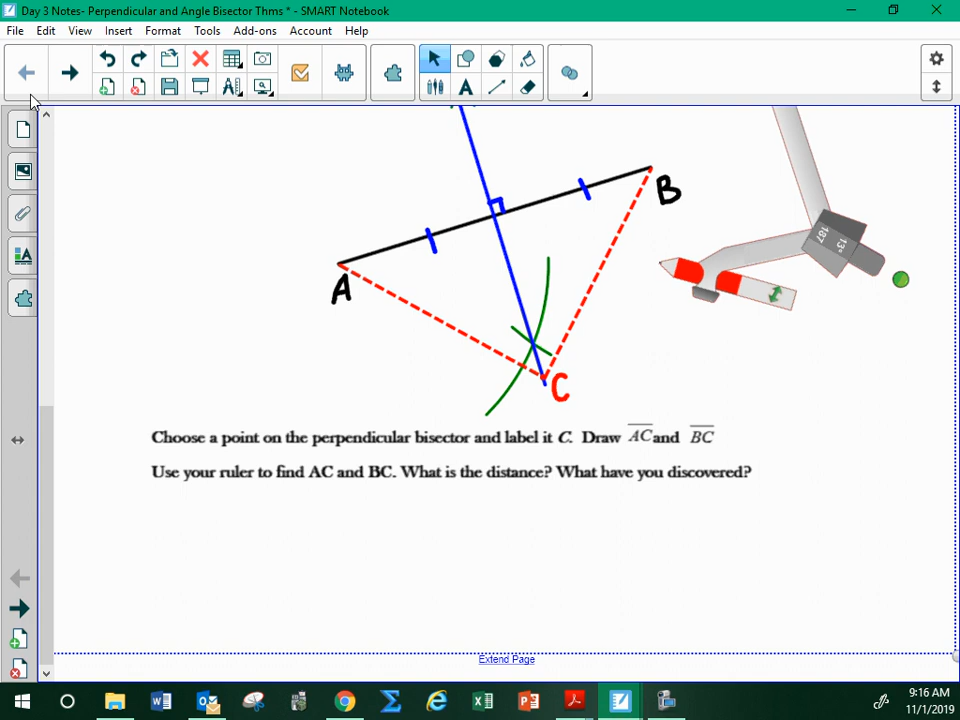 Day 3 Notes- Perpendicular and Angle Bisector Thms * - SMART Notebook
File Edit View Insert Format Tools Add-ons Account Help
B
A
187
13°
C
Choose a point on the perpendicular bisector and label it C. Draw AC and BC
Use your ruler to find AC and BC. What is the distance? What have you discovered?
Extend Page
9:16 AM
11/1/2019